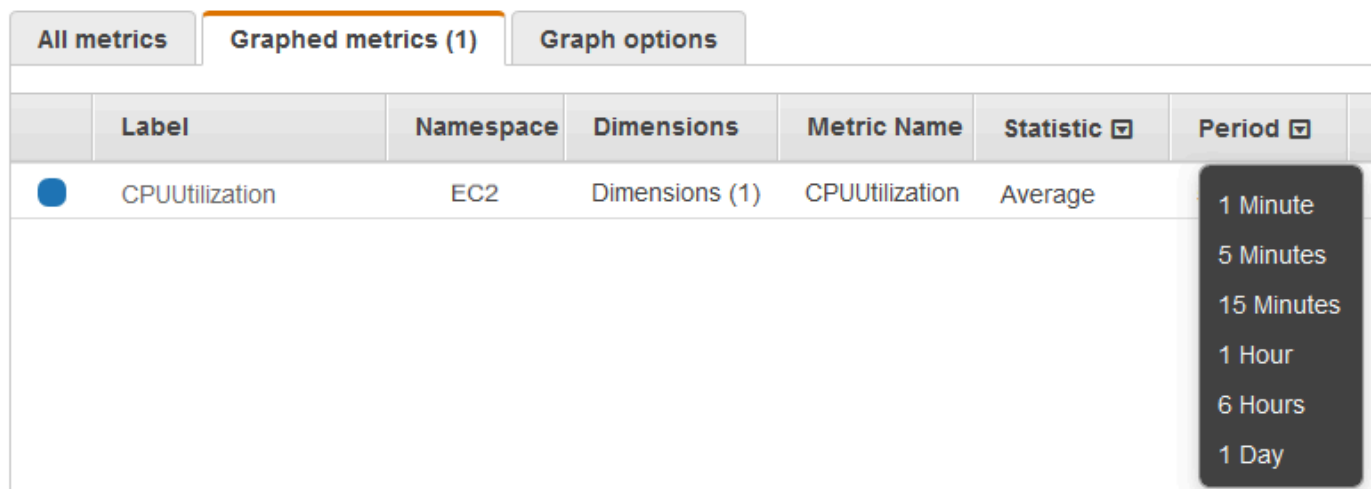 All metrics Graphed metrics (1) Graph options
Label Namespace Dimensions Metric Name Statistic Period
CPUUtilization EC2 Dimensions (1) CPUUtilization Average
1 Minute
5 Minutes
15 Minutes
1 Hour
6 Hours
1 Day